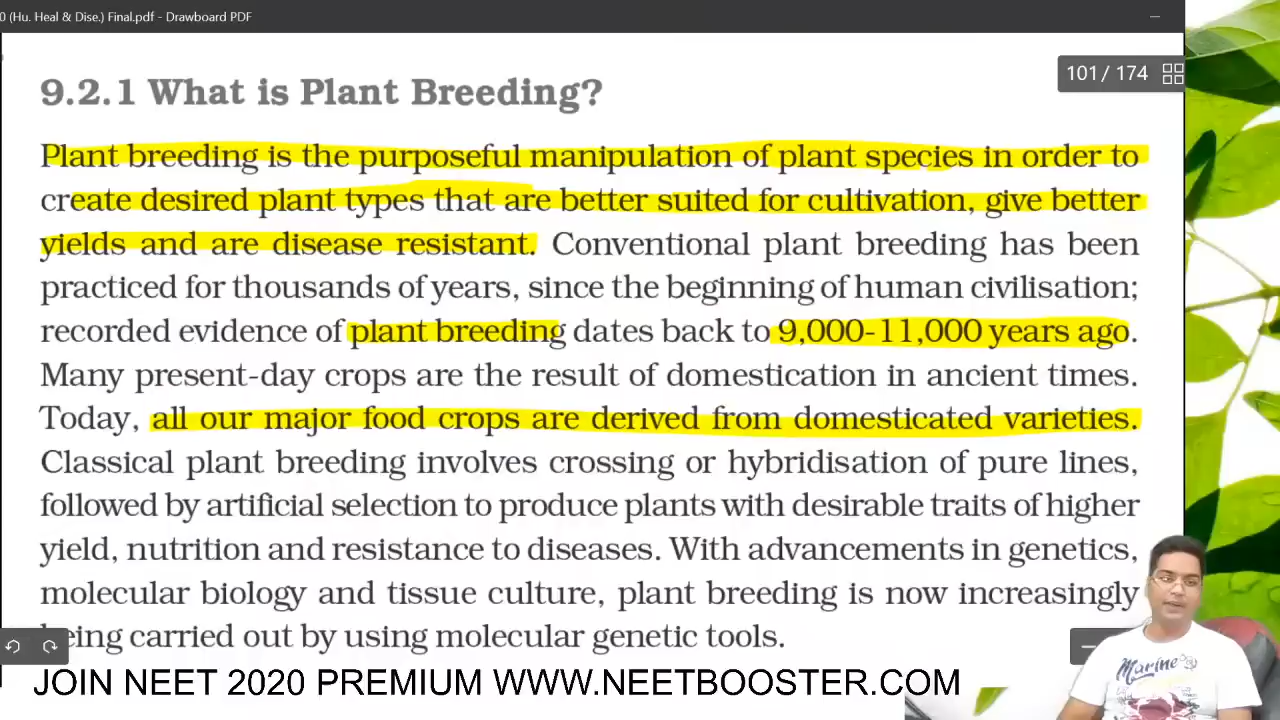 0 (Hu. Heal & Dise.) Final.pdf - Drawboard PDF
101 / 174
9.2.1 What is Plant Breeding?
Plant breeding is the purposeful manipulation of plant species in order to
create desired plant types that are better suited for cultivation, give better
yields and are disease resistant. Conventional plant breeding has been
practiced for thousands of years, since the beginning of human civilisation;
recorded evidence of plant breeding dates back to 9,000-11,000 years ago.
Many present-day crops are the result of domestication in ancient times.
Today, all our major food crops are derived from domesticated varieties.
Classical plant breeding involves crossing or hybridisation of pure lines,
followed by artificial selection to produce plants with desirable traits of higher
yield, nutrition and resistance to diseases. With advancements in genetics,
molecular biology and tissue culture, plant breeding is now increasingly
being carried out by using molecular genetic tools.
Marine
JOIN NEET 2020 PREMIUM WWW.NEETBOOSTER.COM